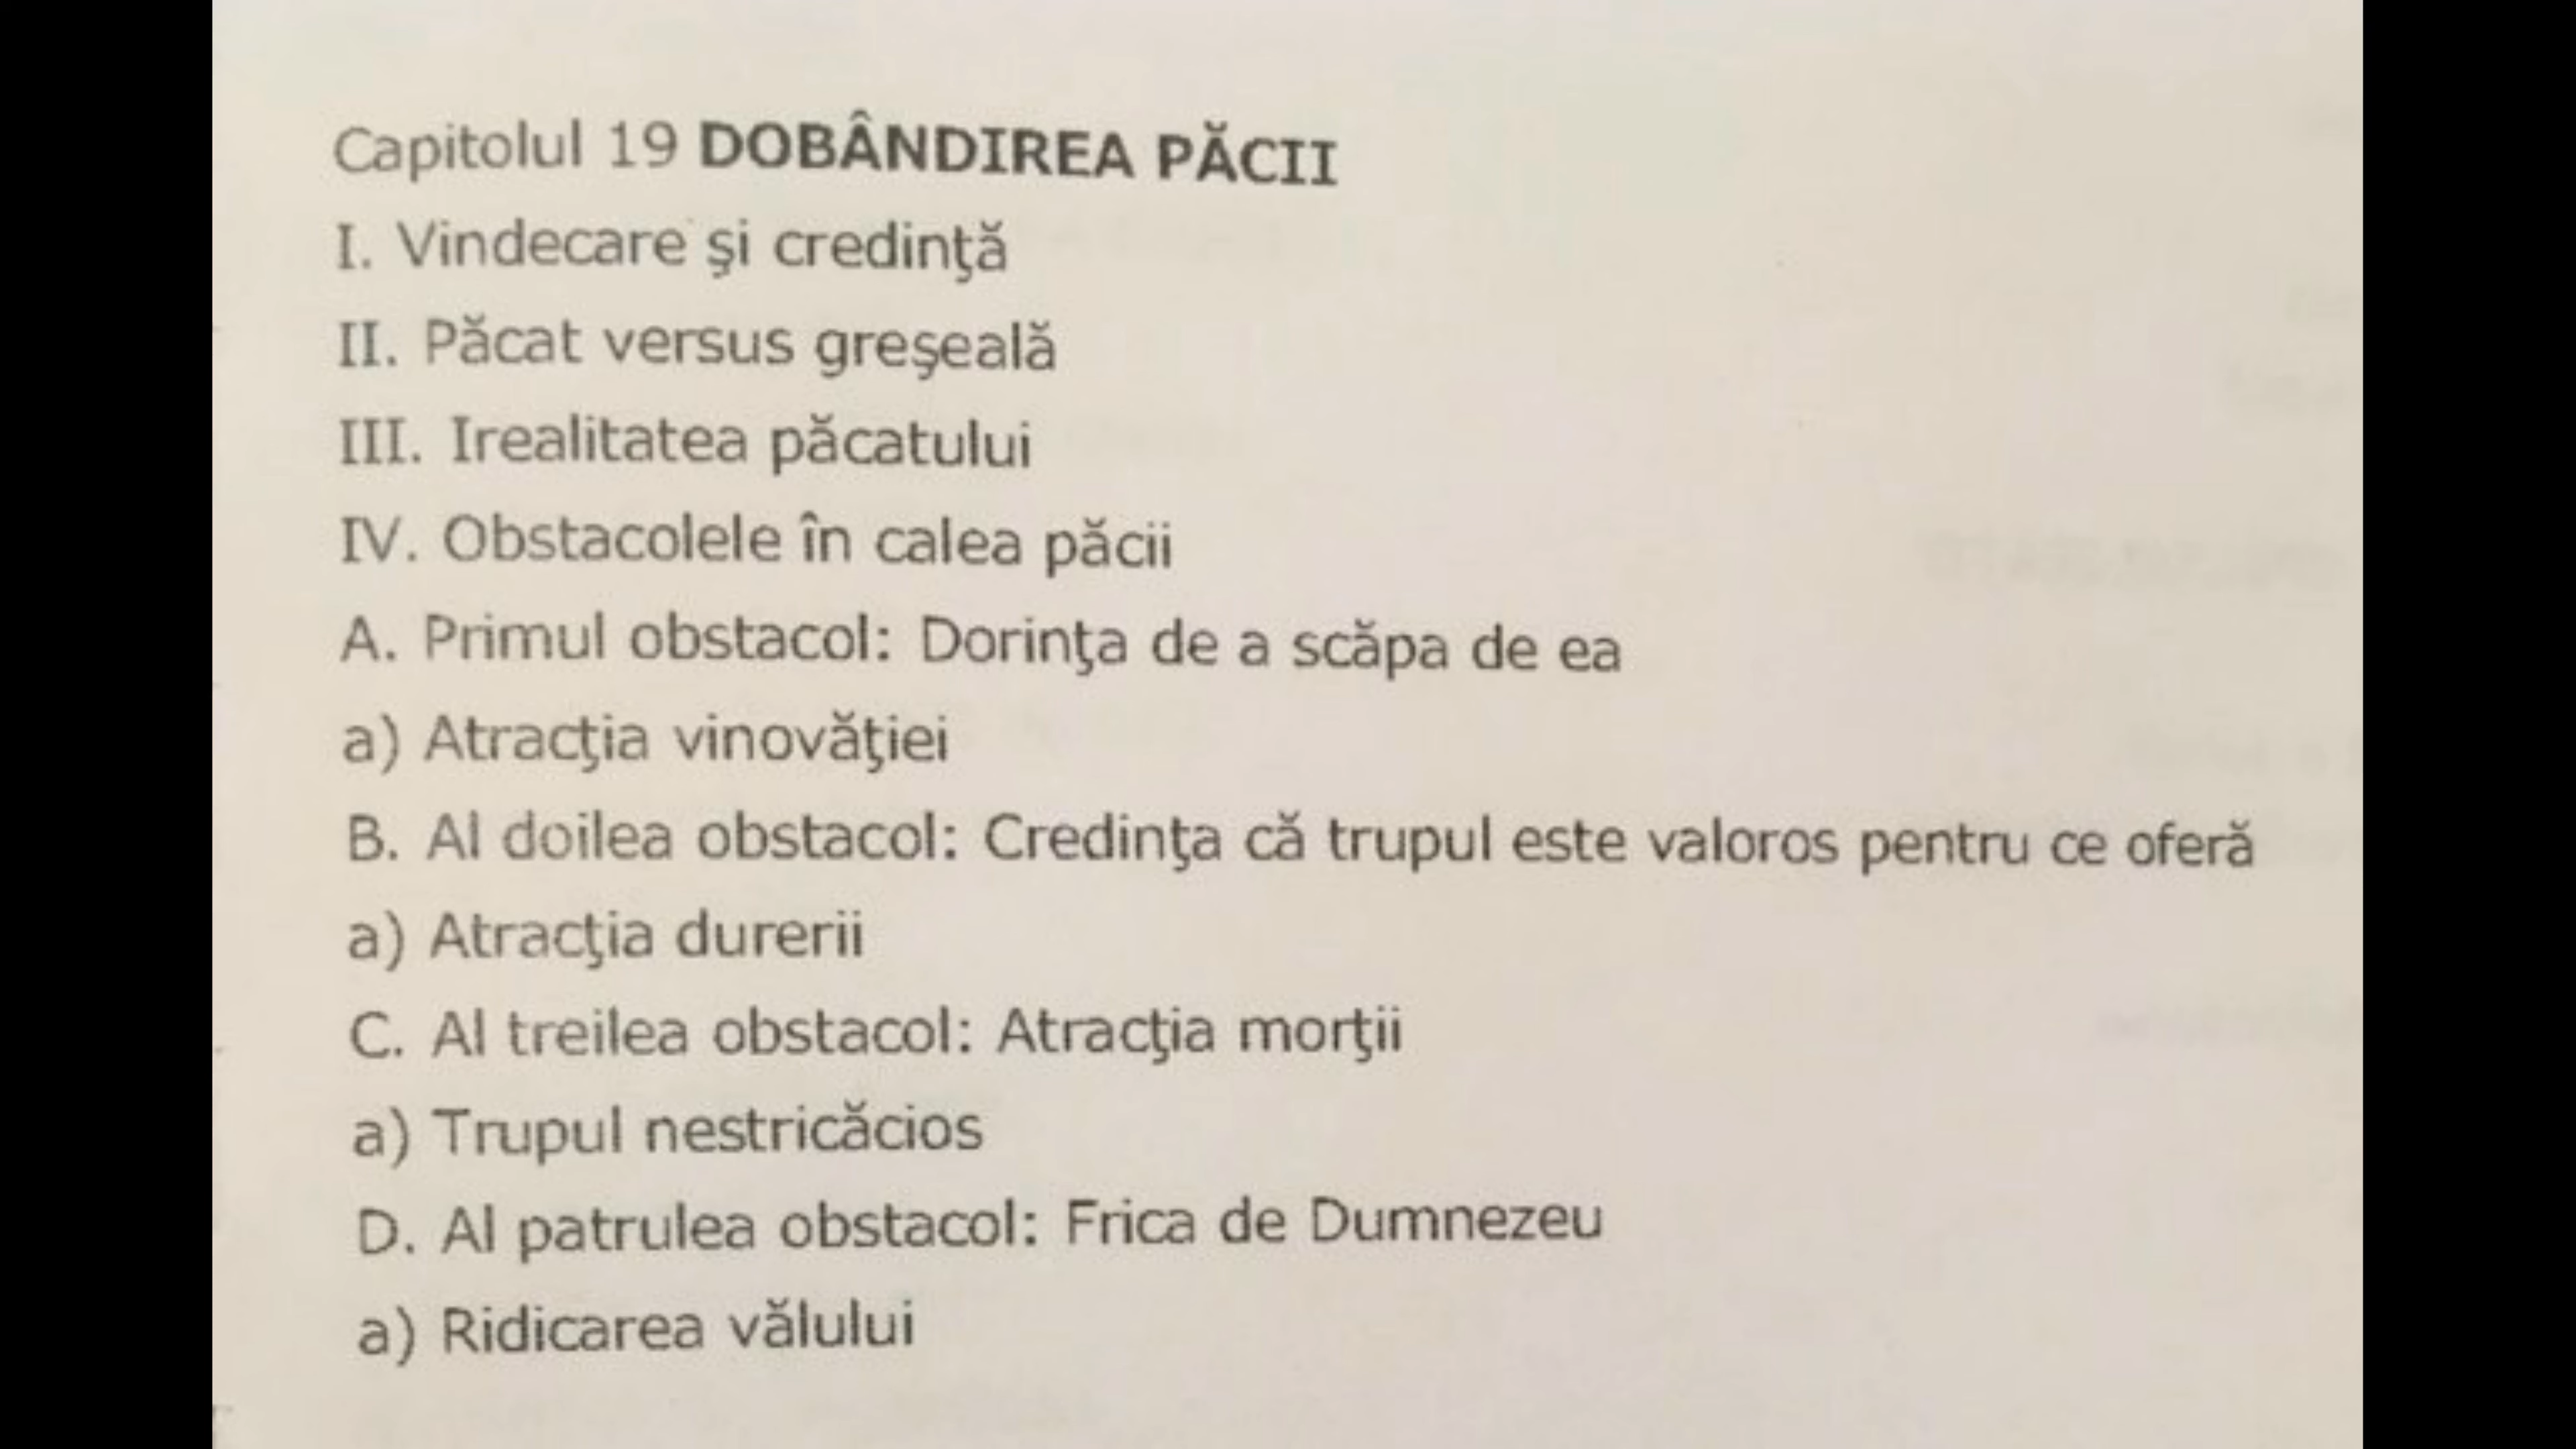 Capitolul 19 DOBÂNDIREA PĂCII
I. Vindecare şi credinţă
II. Păcat versus greşeală
III. Irealitatea păcatului
IV. Obstacolele în calea păcii
A. Primul obstacol: Dorinţa de a scăpa de ea
a) Atracţia vinovăţiei
B. Al doilea obstacol: Credinţa că trupul este valoros pentru ce oferă
a) Atracţia durerii
C. Al treilea obstacol: Atracţia morţii
a) Trupul nestricăcios
D. Al patrulea obstacol: Frica de Dumnezeu
a) Ridicarea vălului